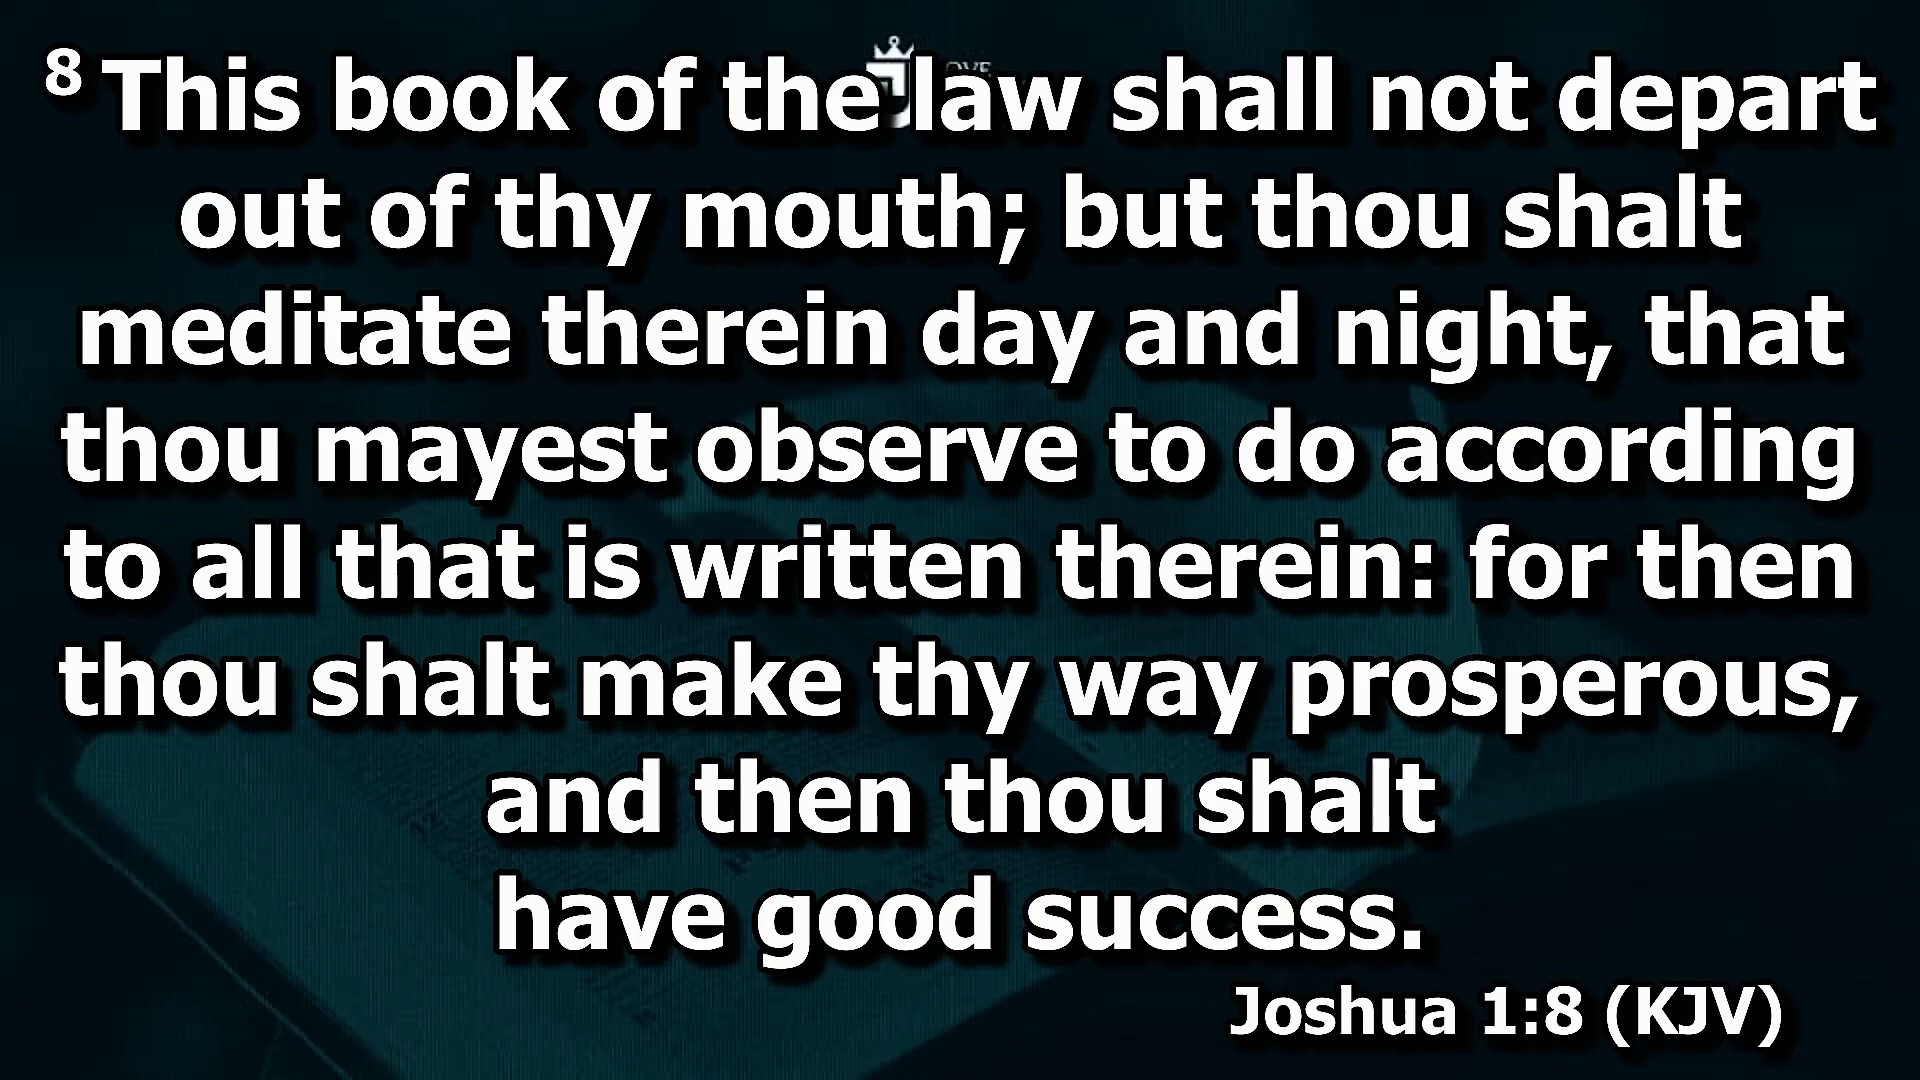 8 This book of the law shall not depart
out of thy mouth; but thou shalt
meditate therein day and night, that
thou mayest observe to do according
to all that is written therein: for then
thou shalt make thy way prosperous,
and then thou shalt
have good success.
Joshua 1:8 (KJV)